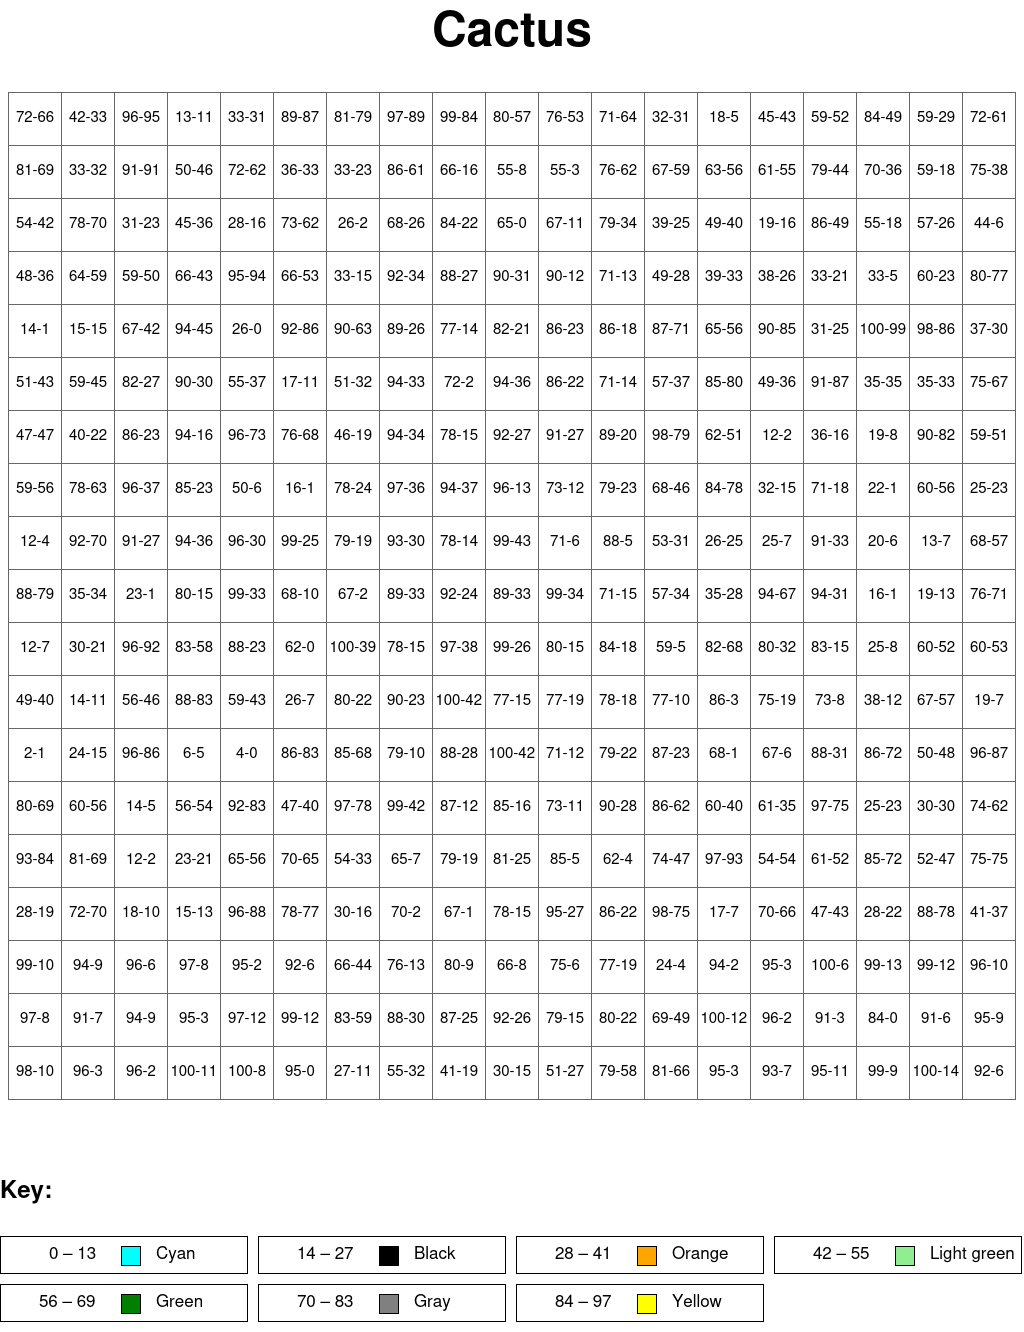 Cactus
72-66 42-33 96-95 13-11 33-31 89-87 81-79 97-89 99-84 80-57 76-53 71-64 32-31 18-5 45-43 59-52 84-49 59-29 72-61
81-69 33-32 91-91 50-46 72-62 36-33 33-23 86-61 66-16 55-8 55-3 76-62 67-59 63-56 61-55 79-44 70-36 59-18 75-38
54-42 78-70 31-23 45-36 28-16 73-62 26-2 68-26 84-22 65-0 67-11 79-34 39-25 49-40 19-16 86-49 55-18 57-26 44-6
48-36 64-59 59-50 66-43 95-94 66-53 33-15 92-34 88-27 90-31 90-12 71-13 49-28 39-33 38-26 33-21 33-5 60-23 80-77
14-1 15-15 67-42 94-45 26-0 92-86 90-63 89-26 77-14 82-21 86-23 86-18 87-71 65-56 90-85 31-25 100-99 98-86 37-30
51-43 59-45 82-27 90-30 55-37 17-11 51-32 94-33 72-2 94-36 86-22 71-14 57-37 85-80 49-36 91-87 35-35 35-33 75-67
47-47 40-22 86-23 94-16 96-73 76-68 46-19 94-34 78-15 92-27 91-27 89-20 98-79 62-51 12-2 36-16 19-8 90-82 59-51
59-56 78-63 96-37 85-23 50-6 16-1 78-24 97-36 94-37 96-13 73-12 79-23 68-46 84-78 32-15 71-18 22-1 60-56 25-23
12-4 92-70 91-27 94-36 96-30 99-25 79-19 93-30 78-14 99-43 71-6 88-5 53-31 26-25 25-7 91-33 20-6 13-7 68-57
88-79 35-34 23-1 80-15 99-33 68-10 67-2 89-33 92-24 89-33 99-34 71-15 57-34 35-28 94-67 94-31 16-1 19-13 76-71
12-7 30-21 96-92 83-58 88-23 62-0 100-39 78-15 97-38 99-26 80-15 84-18 59-5 82-68 80-32 83-15 25-8 60-52 60-53
49-40 14-11 56-46 88-83 59-43 26-7 80-22 90-23 100-42 77-15 77-19 78-18 77-10 86-3 75-19 73-8 38-12 67-57 19-7
2-1 24-15 96-86 6-5 4-0 86-83 85-68 79-10 88-28 100-42 71-12 79-22 87-23 68-1 67-6 88-31 86-72 50-48 96-87
80-69 60-56 14-5 56-54 92-83 47-40 97-78 99-42 87-12 85-16 73-11 90-28 86-62 60-40 61-35 97-75 25-23 30-30 74-62
93-84 81-69 12-2 23-21 65-56 70-65 54-33 65-7 79-19 81-25 85-5 62-4 74-47 97-93 54-54 61-52 85-72 52-47 75-75
28-19 72-70 18-10 15-13 96-88 78-77 30-16 70-2 67-1 78-15 95-27 86-22 98-75 17-7 70-66 47-43 28-22 88-78 41-37
99-10 94-9 96-6 97-8 95-2 92-6 66-44 76-13 80-9 66-8 75-6 77-19 24-4 94-2 95-3 100-6 99-13 99-12 96-10
97-8 91-7 94-9 95-3 97-12 99-12 83-59 88-30 87-25 92-26 79-15 80-22 69-49 100-12 96-2 91-3 84-0 91-6 95-9
98-10 96-3 96-2 100-11 100-8 95-0 27-11 55-32 41-19 30-15 51-27 79-58 81-66 95-3 93-7 95-11 99-9 100-14 92-6
Key:
0 – 13 Cyan 14 – 27 Black 28 – 41 Orange 42 – 55 Light green
56 – 69 Green 70 – 83 Gray 84 – 97 Yellow